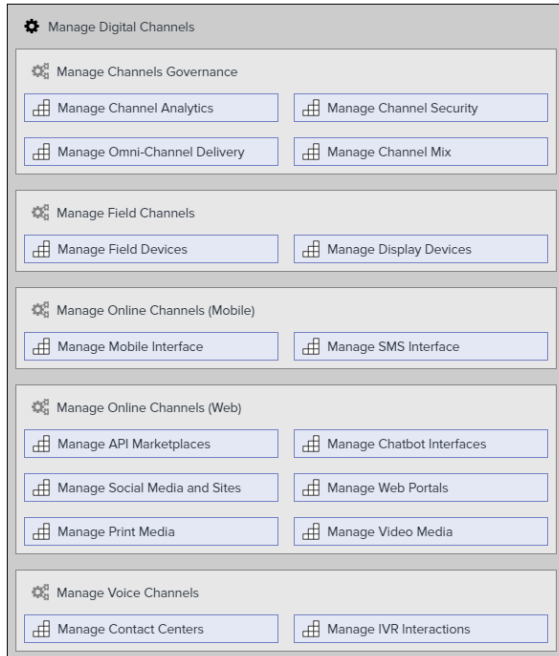 Manage Digital Channels
Manage Channels Governance
Manage Channel Analytics
Manage Channel Security
Manage Omni-Channel Delivery
Manage Channel Mix
Manage Field Channels
Manage Field Devices
Manage Display Devices
Manage Online Channels (Mobile)
Manage Mobile Interface
Manage SMS Interface
Manage Online Channels (Web)
Manage API Marketplaces
Manage Chatbot Interfaces
Manage Social Media and Sites
Manage Web Portals
Manage Print Media
Manage Video Media
Manage Voice Channels
Manage Contact Centers
Manage IVR Interactions